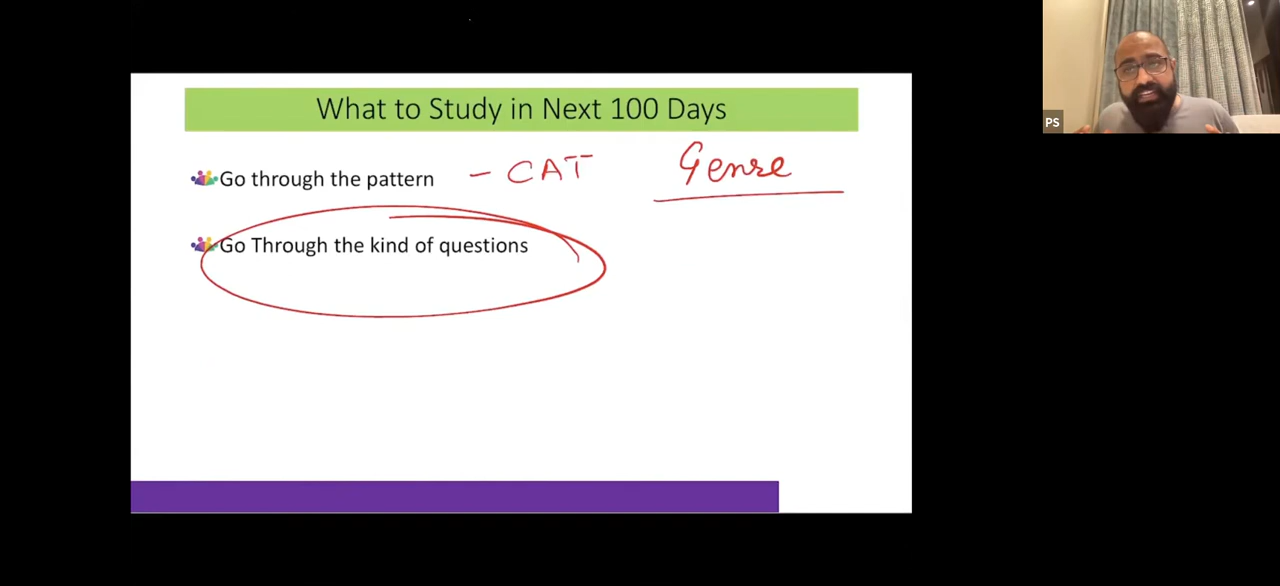 What to Study in Next 100 Days
Go through the pattern - CAT Genre
Go Through the kind of questions
PS